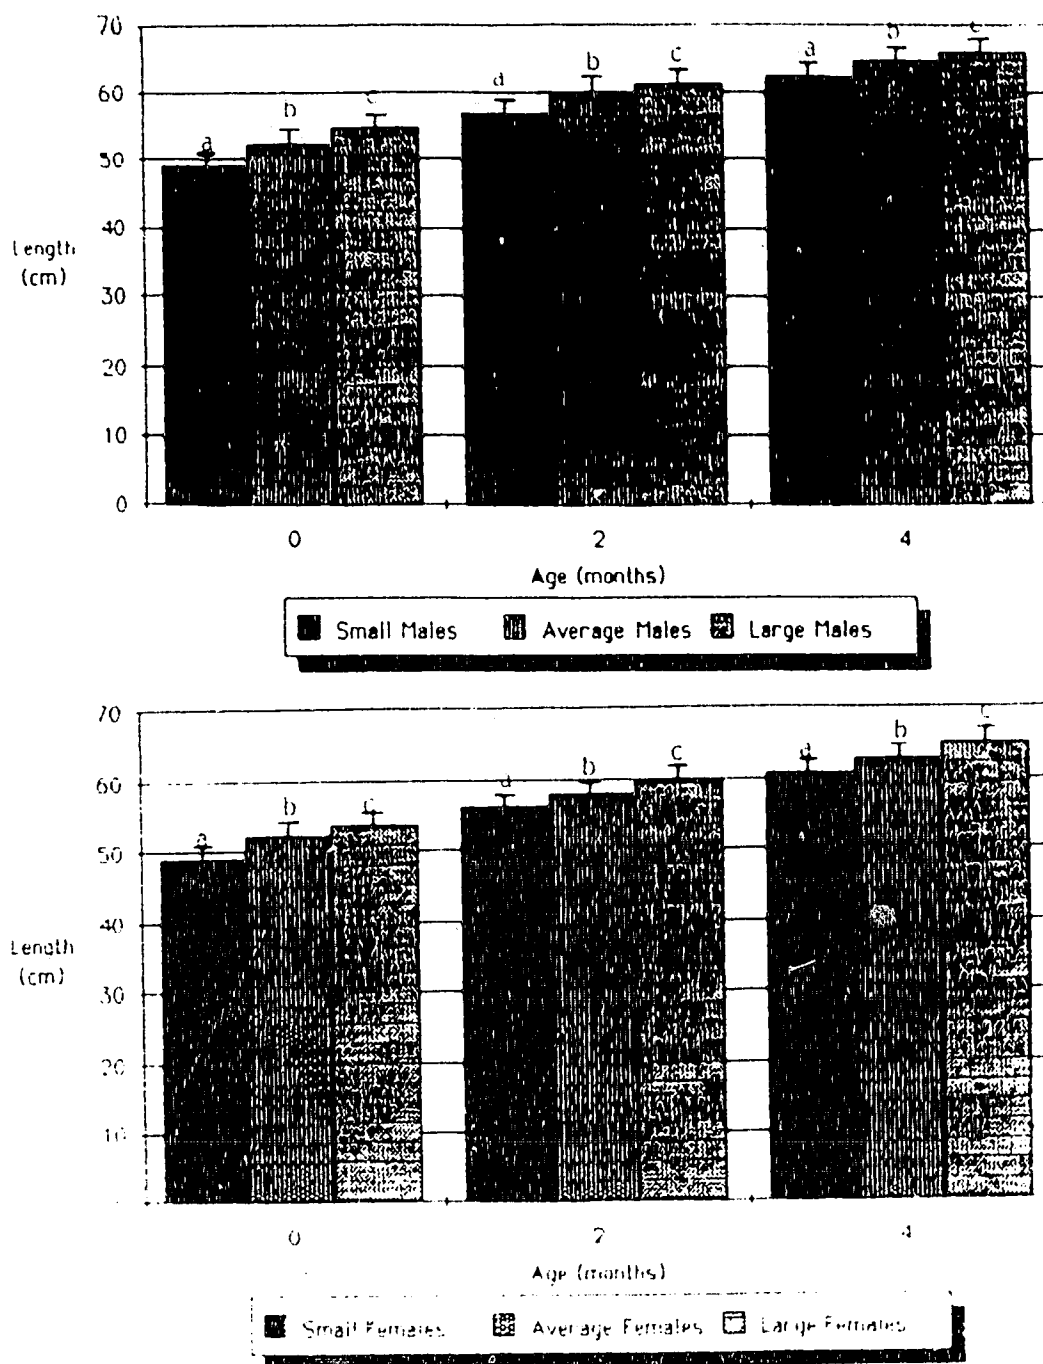 70
60
50
40
30
20
10
0
Length
(cm)
a b c
a b c
a b c
0 2 4
Age (months)
Small Males Average Males Large Males
70
60
50
40
30
20
10
Length
(cm)
a b c
d b c
d b c
0 2 4
Age (months)
Small Females Average Females Large Females